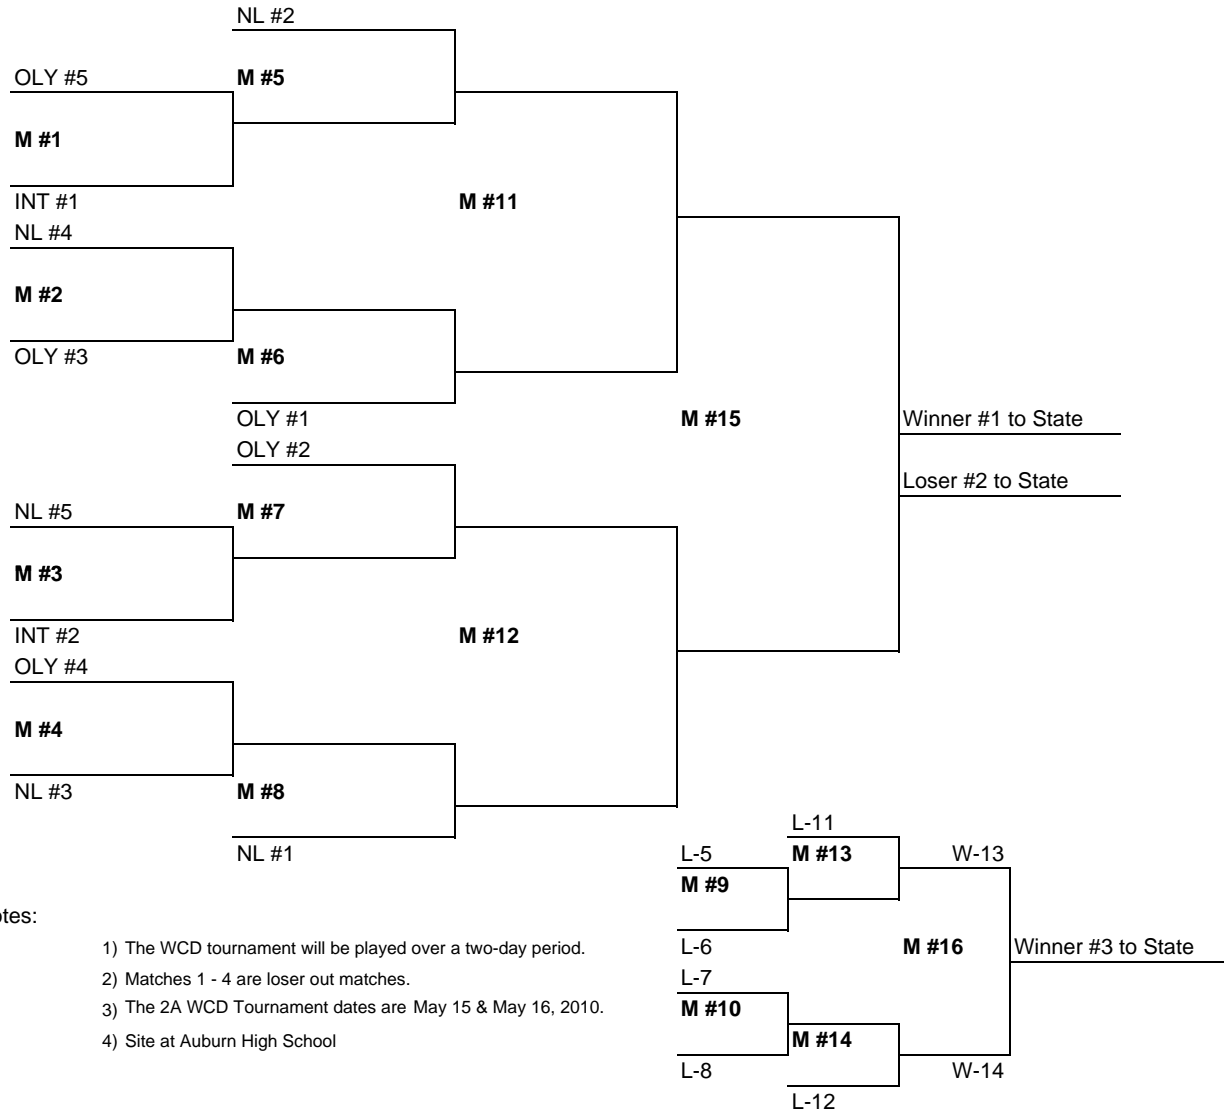 NL #2
OLY #5 M #5
M #1
INT #1 M #11
NL #4
M #2
OLY #3 M #6
OLY #1 M #15 Winner #1 to State
OLY #2
Loser #2 to State
NL #5 M #7
M #3
INT #2 M #12
OLY #4
M #4
NL #3 M #8
L-11
NL #1 L-5 M #13 W-13
M #9
otes:
1) The WCD tournament will be played over a two-day period.
L-6 M #16 Winner #3 to State
2) Matches 1 - 4 are loser out matches.
L-7
3) The 2A WCD Tournament dates are May 15 & May 16, 2010.
M #10
4) Site at Auburn High School
M #14
L-8 W-14
L-12